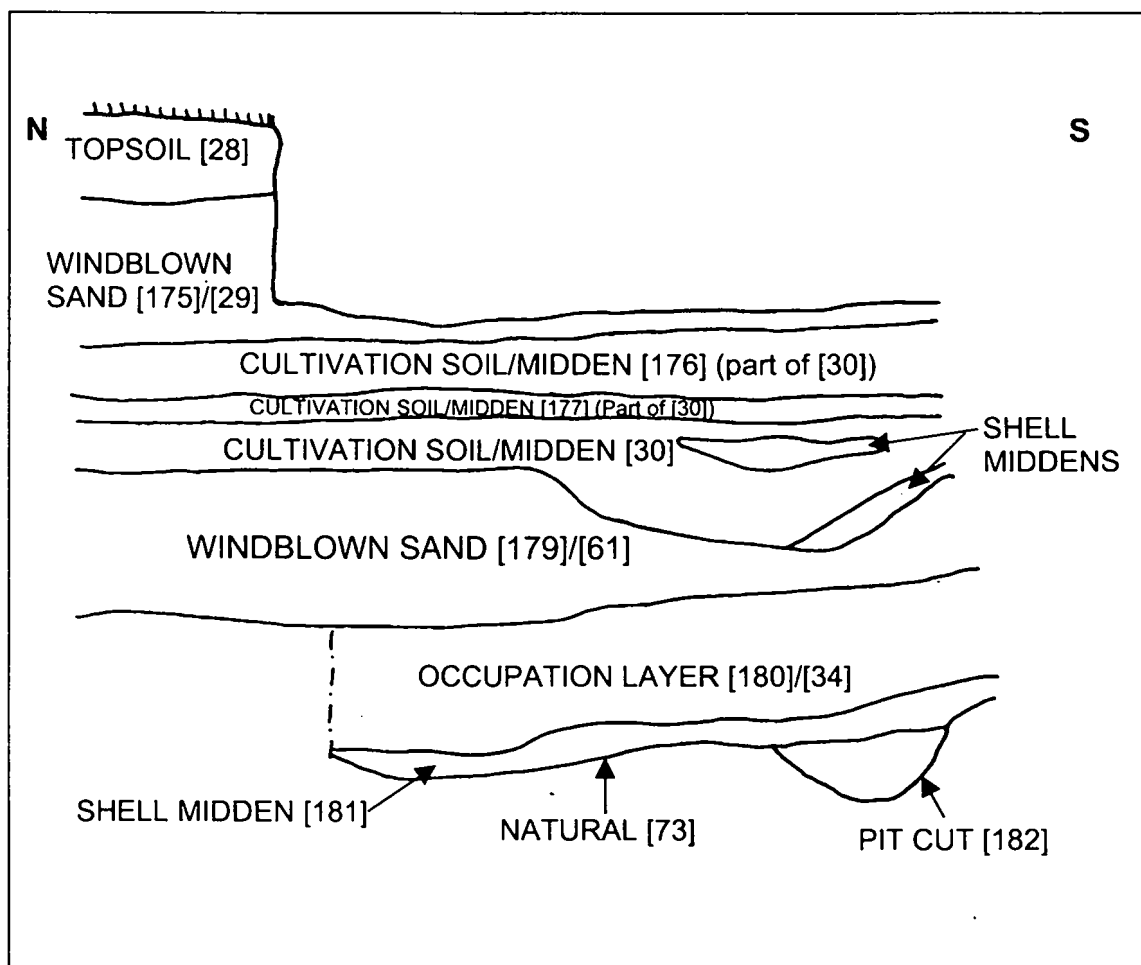 N
S
TOPSOIL [28]
WINDBLOWN
SAND [175]/[29]
CULTIVATION SOIL/MIDDEN [176] (part of [30])
CULTIVATION SOIL/MIDDEN [177] (Part of [30])
CULTIVATION SOIL/MIDDEN [30]
SHELL
MIDDENS
WINDBLOWN SAND [179]/[61]
OCCUPATION LAYER [180]/[34]
SHELL MIDDEN [181]
NATURAL [73]
PIT CUT [182]